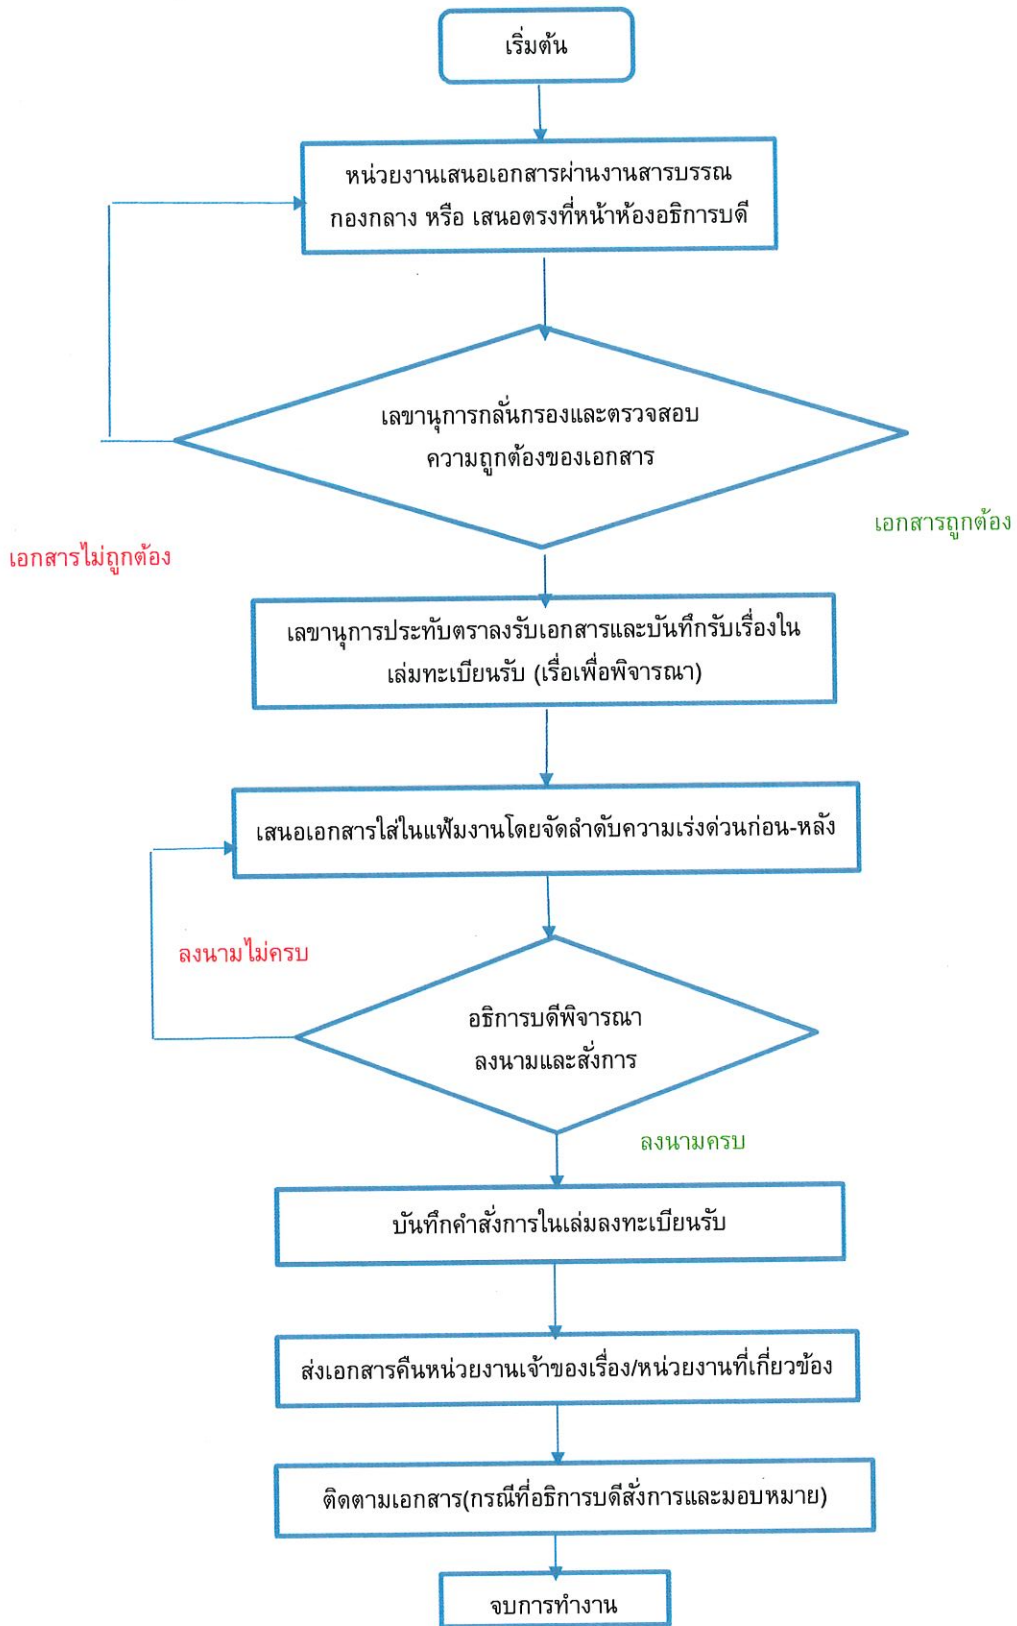 เริ่มต้น
หน่วยงานเสนอเอกสารผ่านงานสารบรรณ
กองกลาง หรือ เสนอตรงที่หน้าห้องอธิการบดี
เลขานุการกลั่นกรองและตรวจสอบ
ความถูกต้องของเอกสาร
เอกสารถูกต้อง
เอกสารไม่ถูกต้อง
เลขานุการประทับตราลงรับเอกสารและบันทึกรับเรื่องใน
เล่มทะเบียนรับ (เรื่อเพื่อพิจารณา)
เสนอเอกสารใส่ในแฟ้มงานโดยจัดลำดับความเร่งด่วนก่อน-หลัง
ลงนามไม่ครบ
อธิการบดีพิจารณา
ลงนามและสั่งการ
ลงนามครบ
บันทึกคำสั่งการในเล่มลงทะเบียนรับ
ส่งเอกสารคืนหน่วยงานเจ้าของเรื่อง/หน่วยงานที่เกี่ยวข้อง
ติดตามเอกสาร(กรณีที่อธิการบดีสั่งการและมอบหมาย)
จบการทำงาน